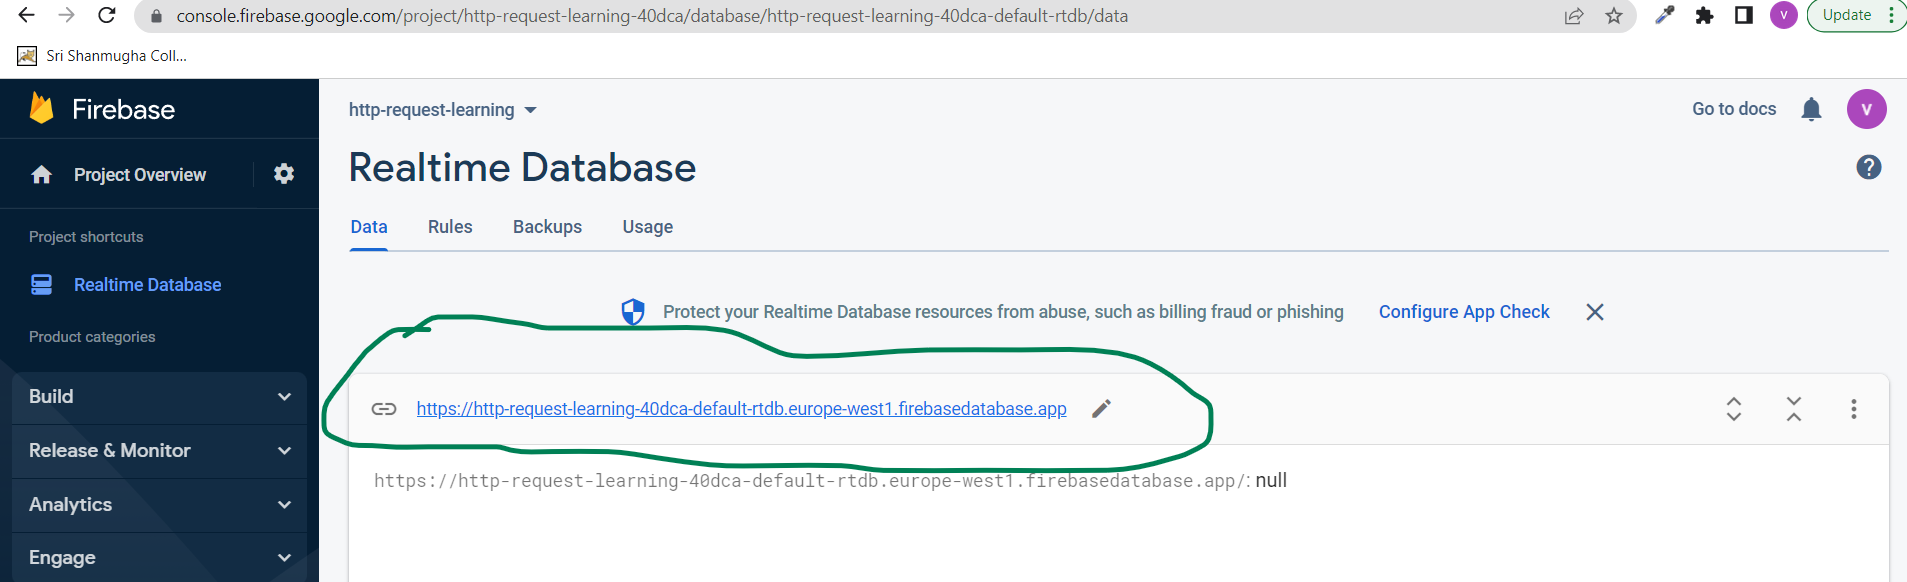 console.firebase.google.com/project/http-request-learning-40dca/database/http-request-learning-40dca-default-rtdb/data
V
Update
Sri Shanmugha Coll...
Firebase
http-request-learning
Go to docs
V
Project Overview
Realtime Database
?
Data Rules Backups Usage
Project shortcuts
Realtime Database
Protect your Realtime Database resources from abuse, such as billing fraud or phishing Configure App Check
Product categories
Build
https://http-request-learning-40dca-default-rtdb.europe-west1.firebasedatabase.app
Release & Monitor
https://http-request-learning-40dca-default-rtdb.europe-west1.firebasedatabase.app/: null
Analytics
Engage